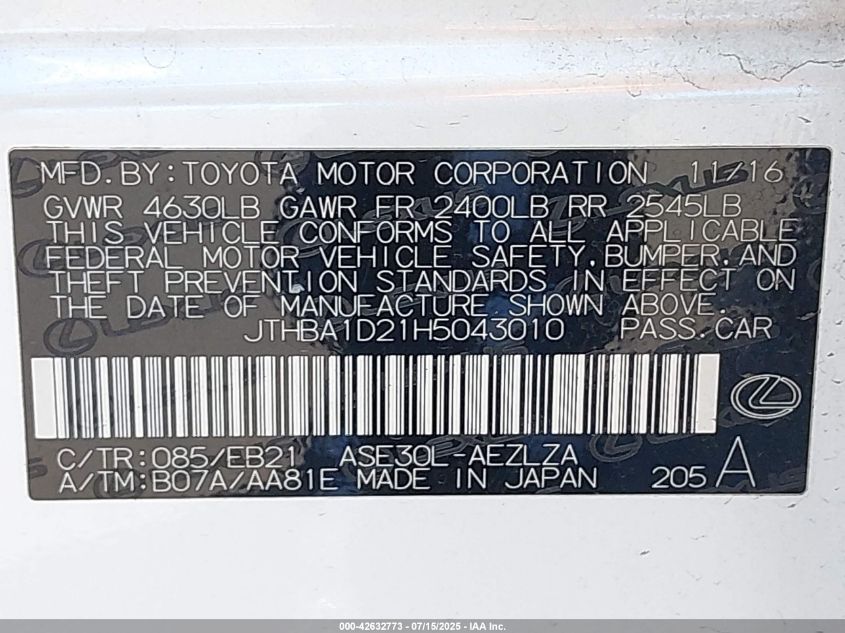 MFD.BY:TOYOTA MOTOR CORPORATION 11/16
GVWR 4630LB GAWR FR 2400LB RR 2545LB
THIS VEHICLE CONFORMS TO ALL APPLICABLE
FEDERAL MOTOR VEHICLE SAFETY,BUMPER,AND
THEFT PREVENTION STANDARDS IN EFFECT ON
THE DATE OF MANUFACTURE SHOWN ABOVE.
JTHBA1D21H5043010 PASS.CAR
C/TR:085/EB21 ASE30L-AEZLZA
A/TM:B07A/AA81E MADE IN JAPAN 205 A
000-42632773 - 07/15/2025 - IAA Inc.